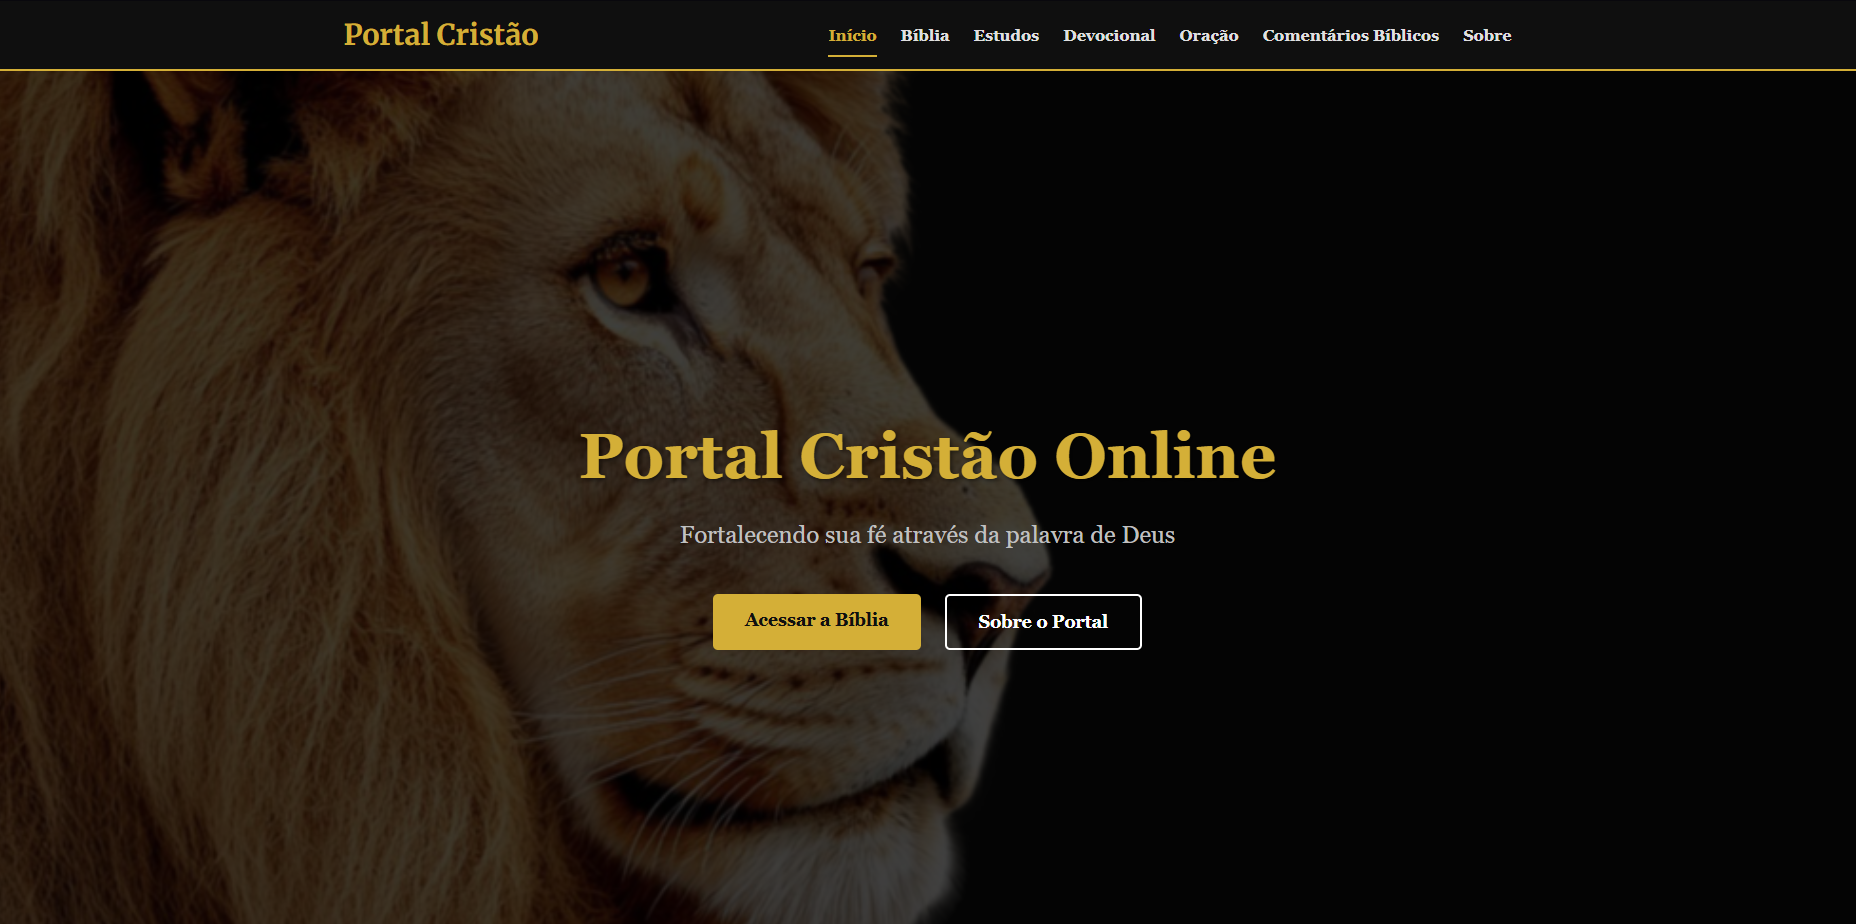 Portal Cristão
Início Bíblia Estudos Devocional Oração Comentários Bíblicos Sobre
Portal Cristão Online
Fortalecendo sua fé através da palavra de Deus
Acessar a Bíblia Sobre o Portal